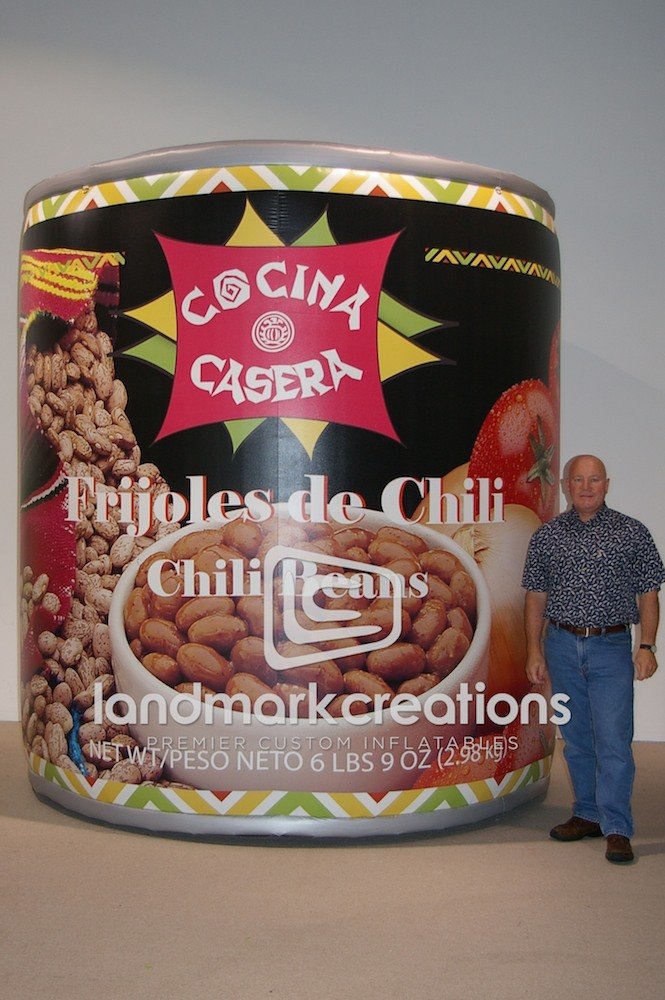 COCINA
CASERA
Frijoles de Chili
Chili Beans
landmarkcreations
PREMIER CUSTOM INFLATABLES
NET WT/PESO NETO 6 LBS 9 OZ (2.98 kg)